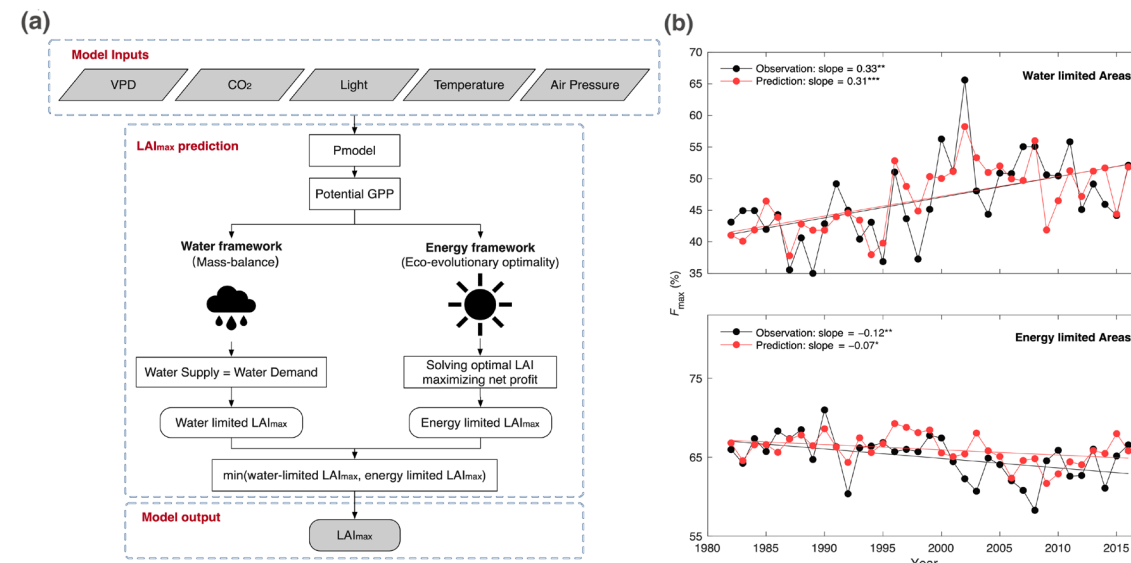 (a)
Model Inputs
VPD
CO₂
Light
Temperature
Air Pressure
LAImax prediction
Pmodel
Potential GPP
Water framework
(Mass-balance)
Energy framework
(Eco-evolutionary optimality)
Water Supply = Water Demand
Solving optimal LAI
maximizing net profit
Water limited LAImax
Energy limited LAImax
min(water-limited LAImax, energy limited LAImax)
Model output
LAImax
(b)
70
65
60
55
50
45
40
35
Observation: slope = 0.33**
Prediction: slope = 0.31***
Water limited Areas
Fmax (%)
Observation: slope = −0.12**
Prediction: slope = −0.07*
Energy limited Areas
75
65
55
1980
1985
1990
1995
2000
2005
2010
2015
Year